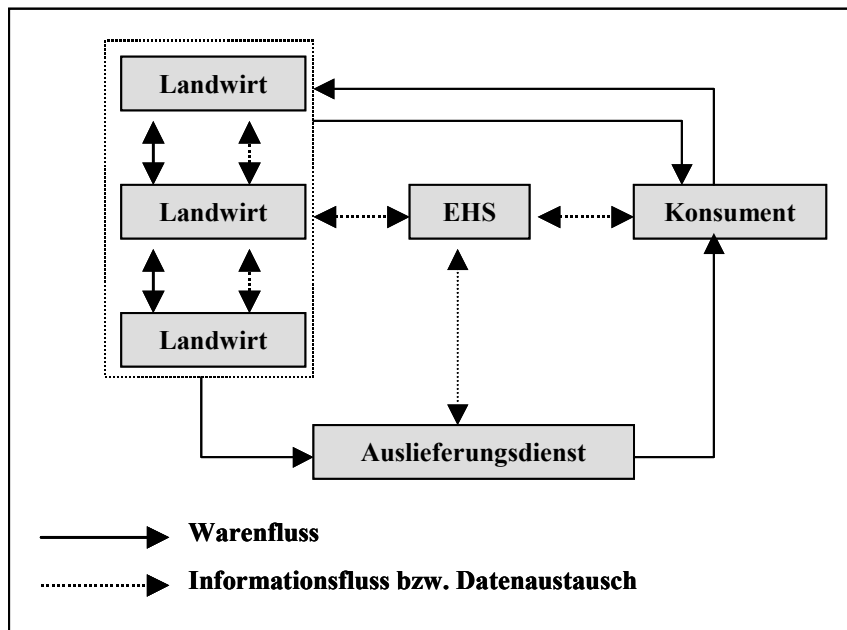 Landwirt
Landwirt
EHS
Konsument
Landwirt
Auslieferungsdienst
Warenfluss
Informationsfluss bzw. Datenaustausch